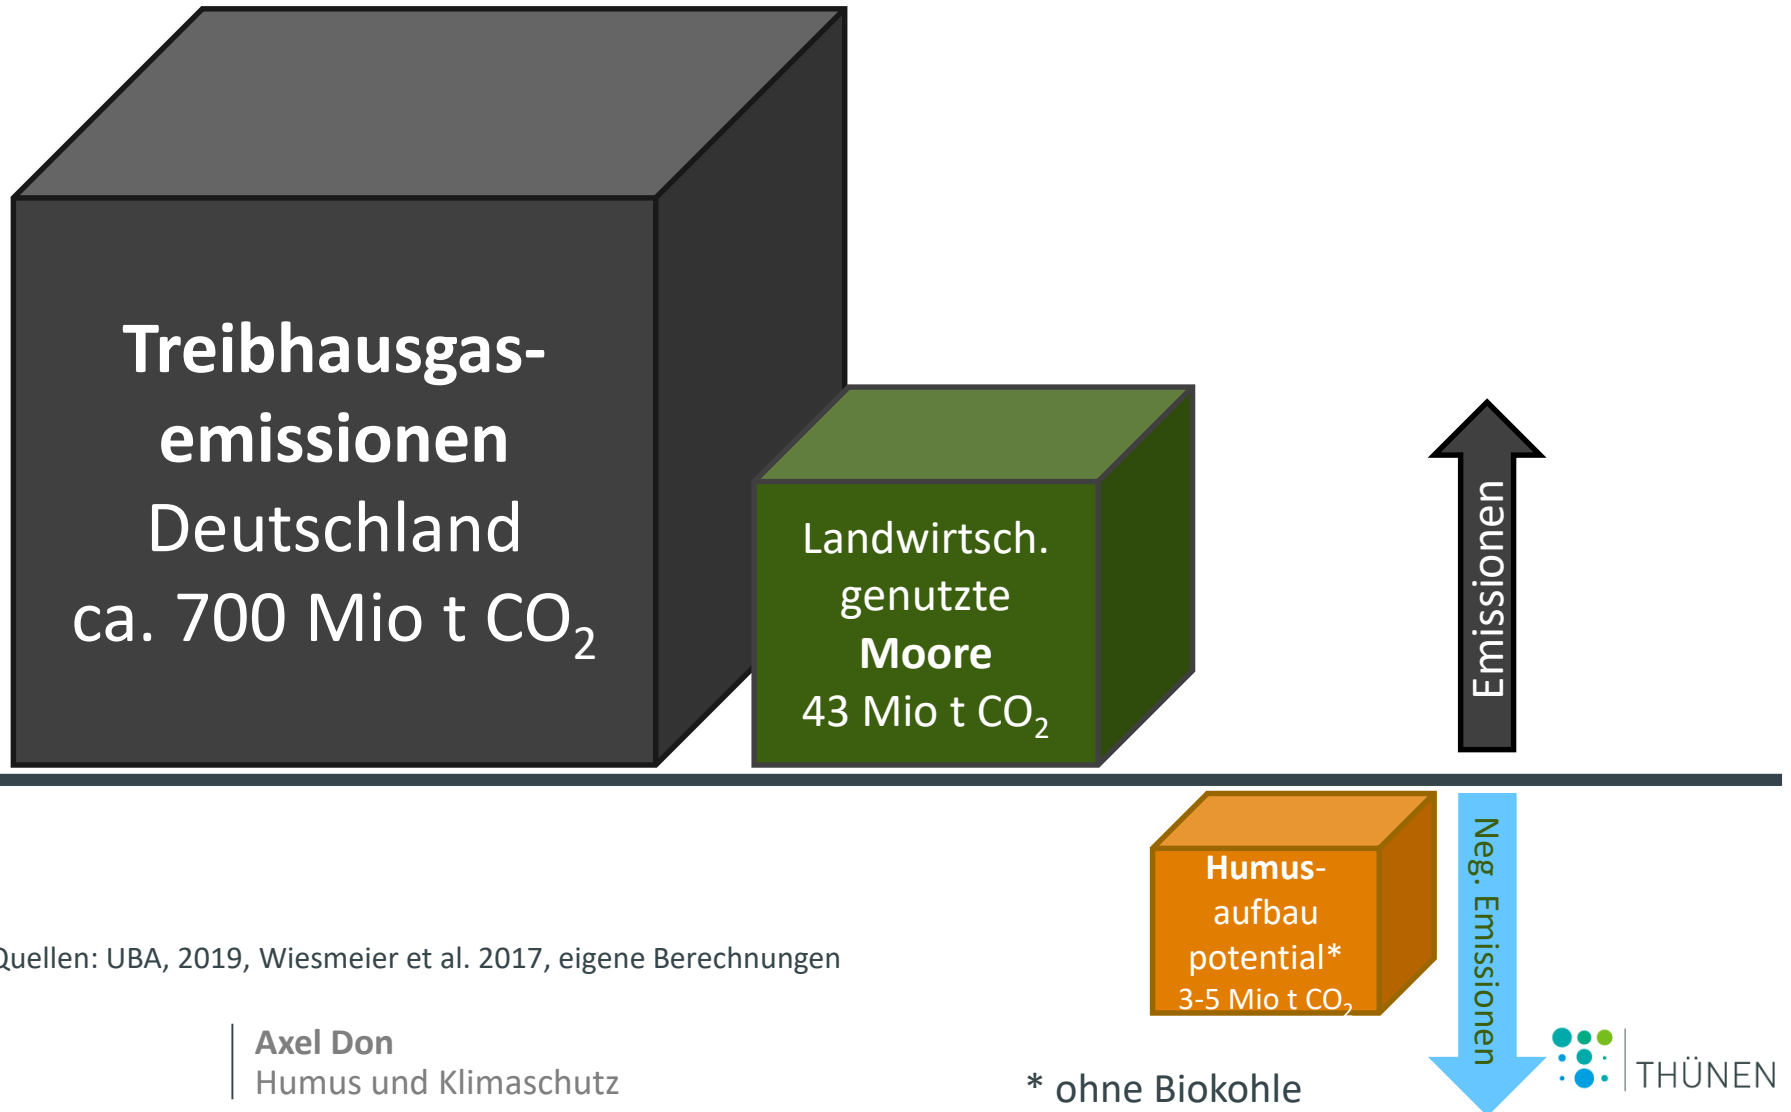 Treibhausgas-
emissionen
Deutschland
ca. 700 Mio t CO₂
Landwirtsch.
genutzte
Moore
43 Mio t CO₂
Emissionen
Humus-
aufbau
potential*
3-5 Mio t CO₂
Neg. Emissionen
Quellen: UBA, 2019, Wiesmeier et al. 2017, eigene Berechnungen
Axel Don
Humus und Klimaschutz
* ohne Biokohle
THÜNEN